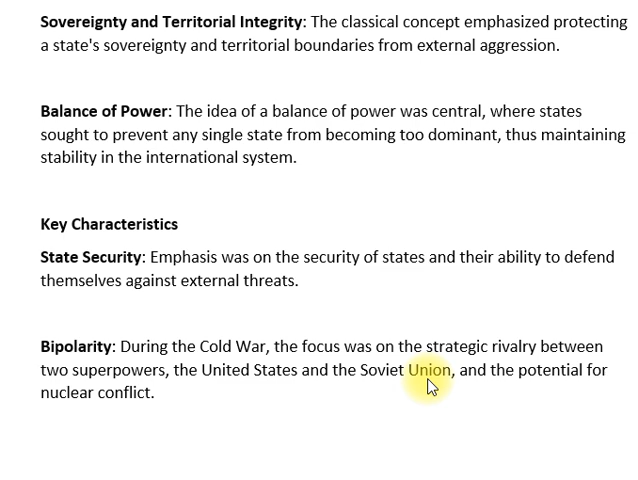 Sovereignty and Territorial Integrity: The classical concept emphasized protecting
a state's sovereignty and territorial boundaries from external aggression.
Balance of Power: The idea of a balance of power was central, where states
sought to prevent any single state from becoming too dominant, thus maintaining
stability in the international system.
Key Characteristics
State Security: Emphasis was on the security of states and their ability to defend
themselves against external threats.
Bipolarity: During the Cold War, the focus was on the strategic rivalry between
two superpowers, the United States and the Soviet Union, and the potential for
nuclear conflict.